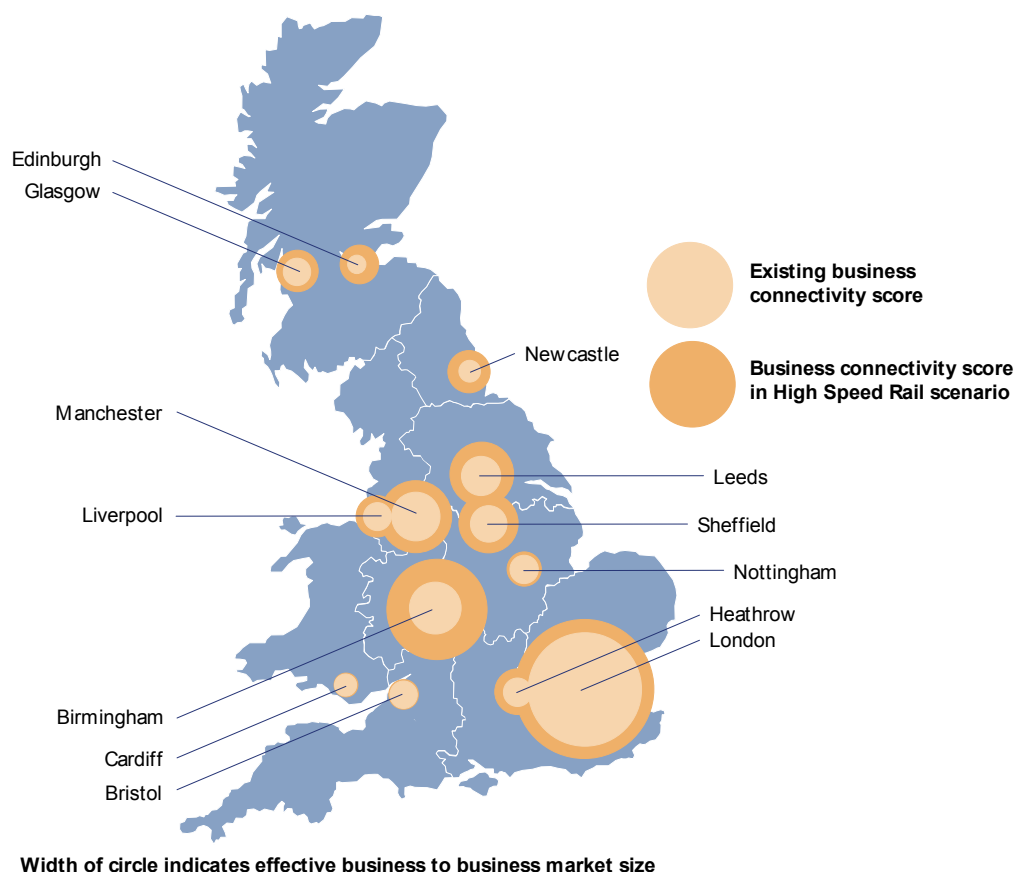 Edinburgh
Glasgow
Existing business
connectivity score
Newcastle
Business connectivity score
in High Speed Rail scenario
Manchester
Leeds
Liverpool
Sheffield
Nottingham
Heathrow
London
Birmingham
Cardiff
Bristol
Width of circle indicates effective business to business market size